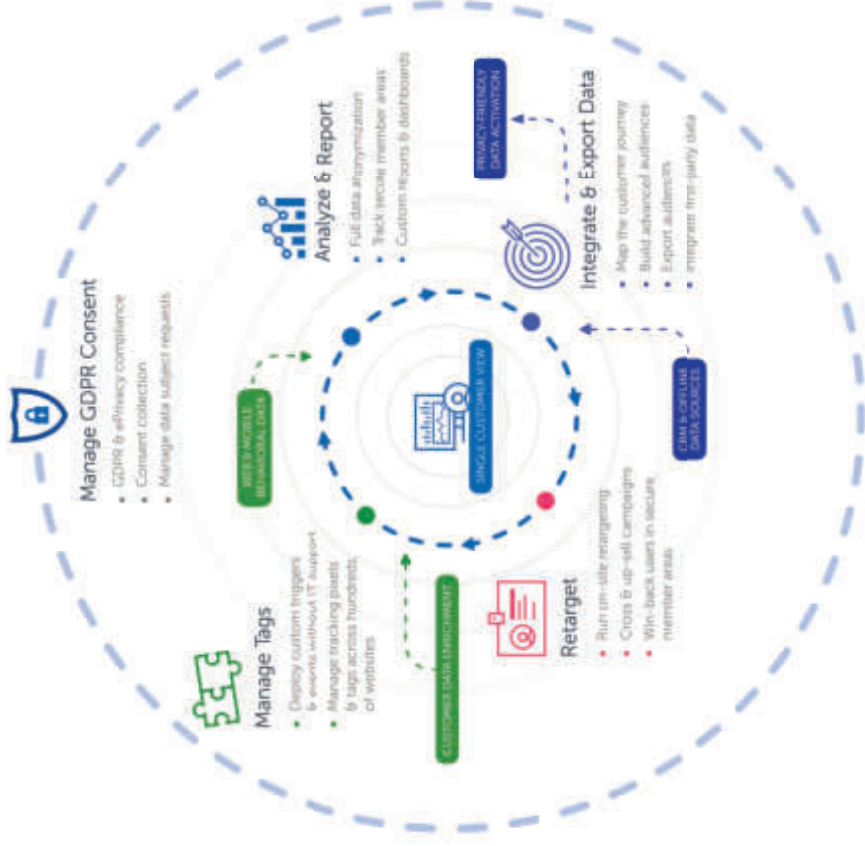 Manage GDPR Consent
• GDPR & ePrivacy compliance
• Consent collection
• Manage data subject requests
Manage Tags
• Deploy custom triggers
& events without IT support
• Manage tracking pixels
& tags across hundreds
of websites
WEB & MOBILE
BEHAVIORAL DATA
Analyze & Report
• Full data anonymization
• Track secure member areas
• Custom reports & dashboards
CUSTOMER DATA ENRICHMENT
SINGLE CUSTOMER VIEW
PRIVACY-FRIENDLY
DATA ACTIVATION
Retarget
• Run on-site retargeting
• Cross & up-sell campaigns
• Win-back users in secure
member areas
CRM & OFFLINE
DATA SOURCES
Integrate & Export Data
• Map the customer journey
• Build advanced audiences
• Export audiences
• Integrate first-party data